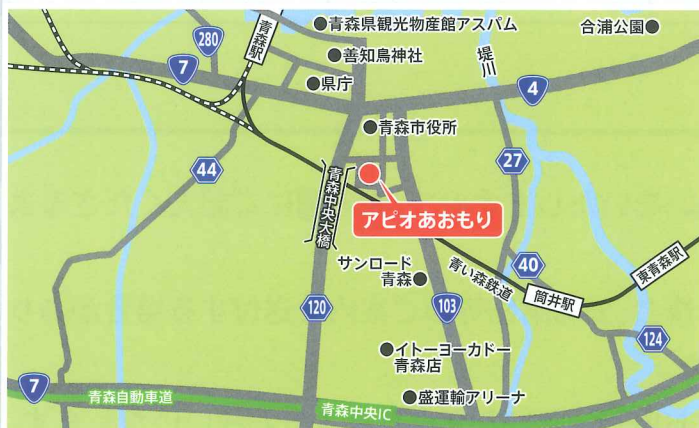 青森県観光物産館アスパム
合浦公園
青森駅
280
善知鳥神社
堤川
7
県庁
4
青森市役所
27
44
青森中央大橋
アピオあおもり
サンロード
青森
青い森鉄道
40
東青森駅
筒井駅
120
103
124
イトーヨーカドー
青森店
7
青森自動車道
盛運輸アリーナ
青森中央IC